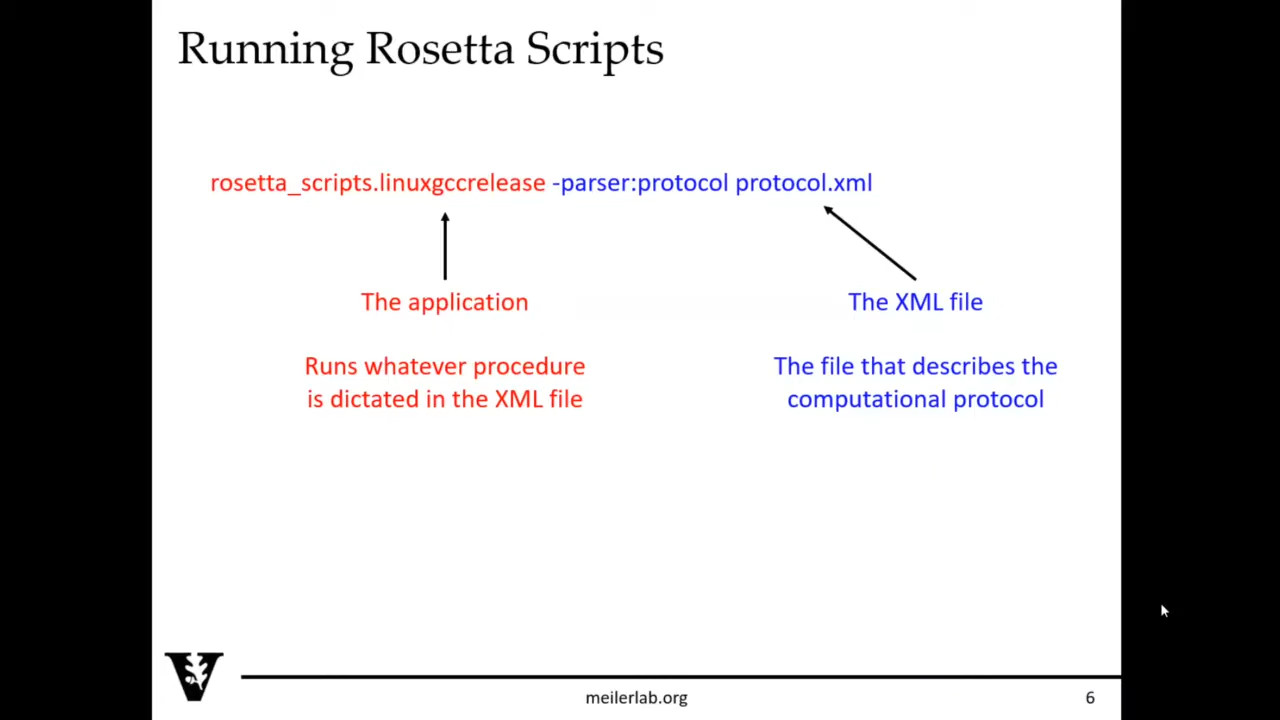 Running Rosetta Scripts
rosetta_scripts.linuxgccrelease -parser:protocol protocol.xml
The application
The XML file
Runs whatever procedure
is dictated in the XML file
The file that describes the
computational protocol
V
meilerlab.org
6